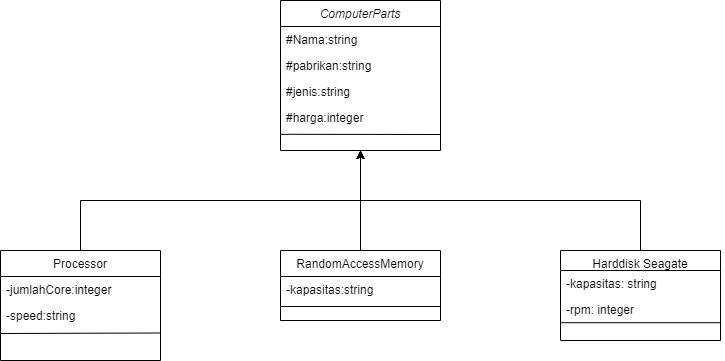 ComputerParts
#Nama:string
#pabrikan:string
#jenis:string
#harga:integer
Processor
-jumlahCore:integer
-speed:string
RandomAccessMemory
-kapasitas:string
Harddisk Seagate
-kapasitas: string
-rpm: integer